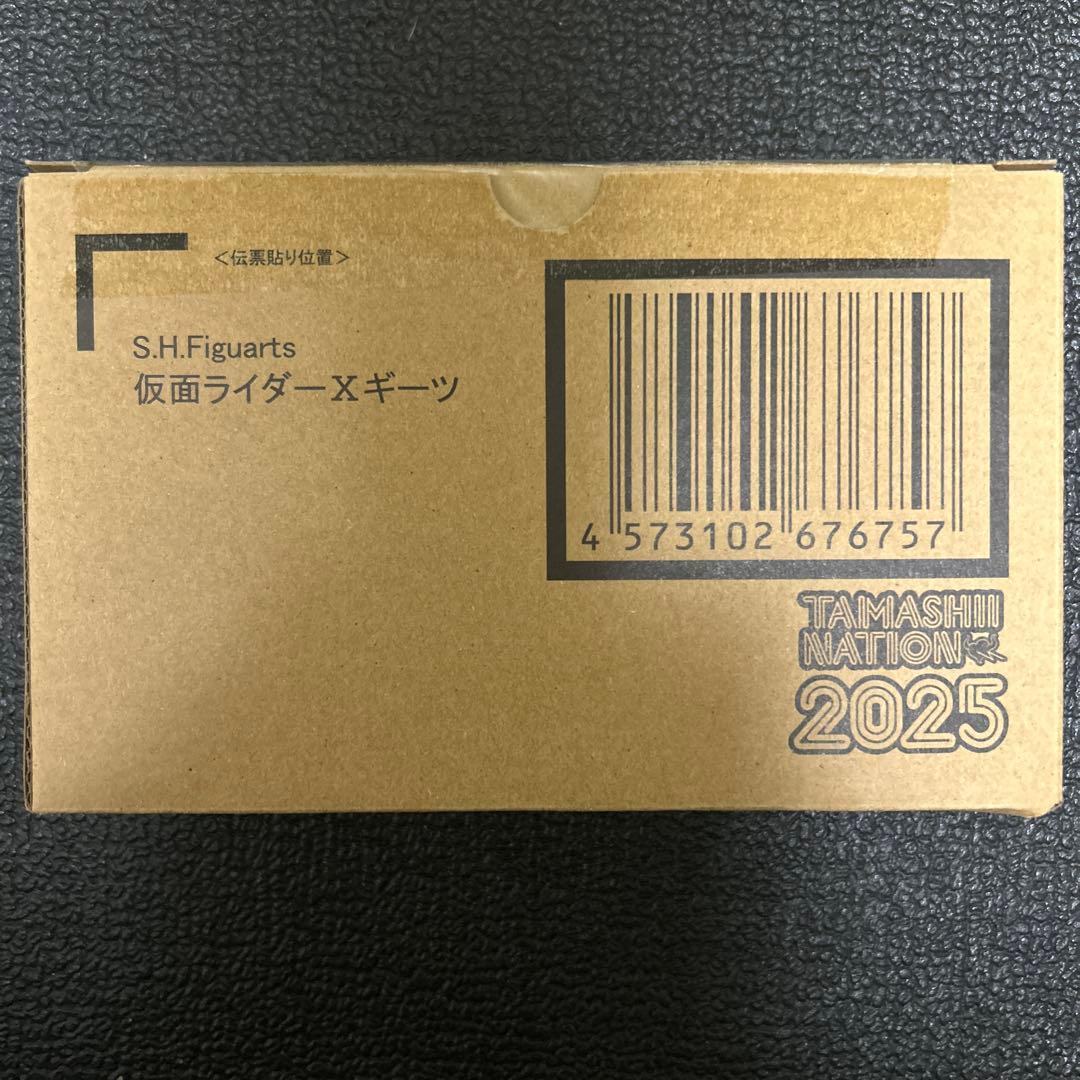 <伝票貼り位置>
S.H.Figuarts
仮面ライダーXギーツ
4 573102 676757
TAMASHII
NATION
2025